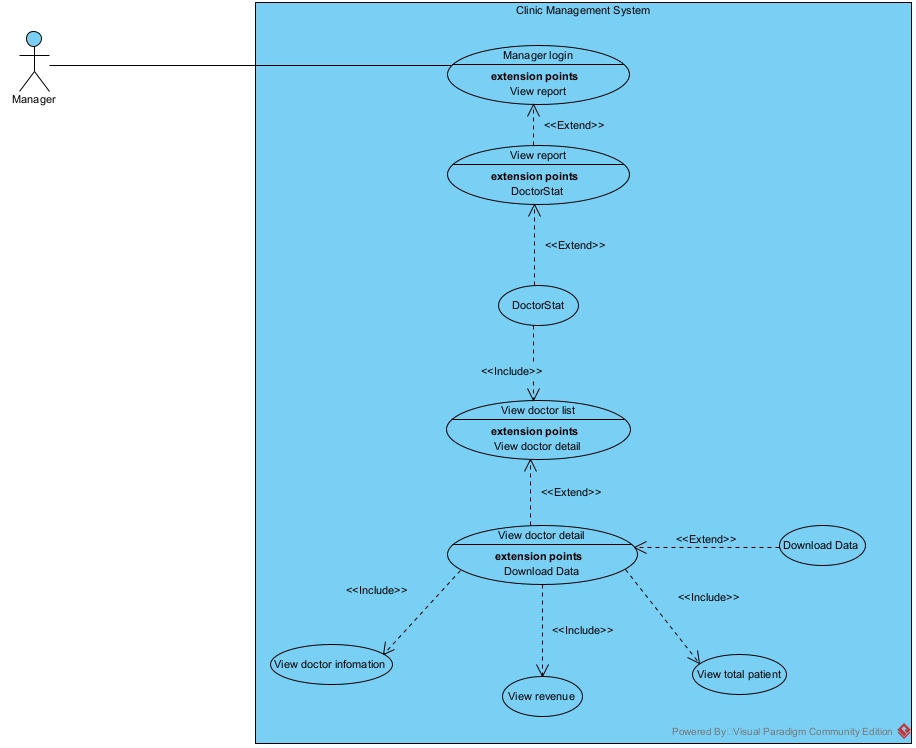 Clinic Management System
Manager
Manager login
extension points
View report
<<Extend>>
View report
extension points
DoctorStat
<<Extend>>
DoctorStat
<<Include>>
View doctor list
extension points
View doctor detail
<<Extend>>
View doctor detail
extension points
Download Data
<<Extend>>
Download Data
<<Include>>
<<Include>>
<<Include>>
View doctor infomation
View revenue
View total patient
Powered By Visual Paradigm Community Edition